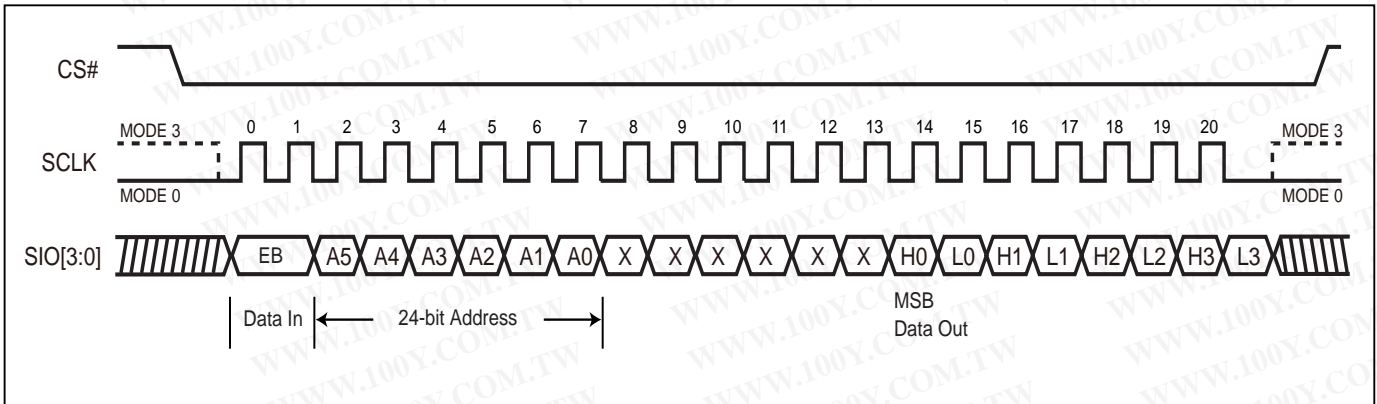 CS#
MODE 3
0 1 2 3 4 5 6 7 8 9 10 11 12 13 14 15 16 17 18 19 20
MODE 3
SCLK
MODE 0
MODE 0
SIO[3:0]
EB A5 A4 A3 A2 A1 A0 X X X X X X H0 L0 H1 L1 H2 L2 H3 L3
MSB
Data In
24-bit Address
Data Out
WWW.100Y.COM.TW